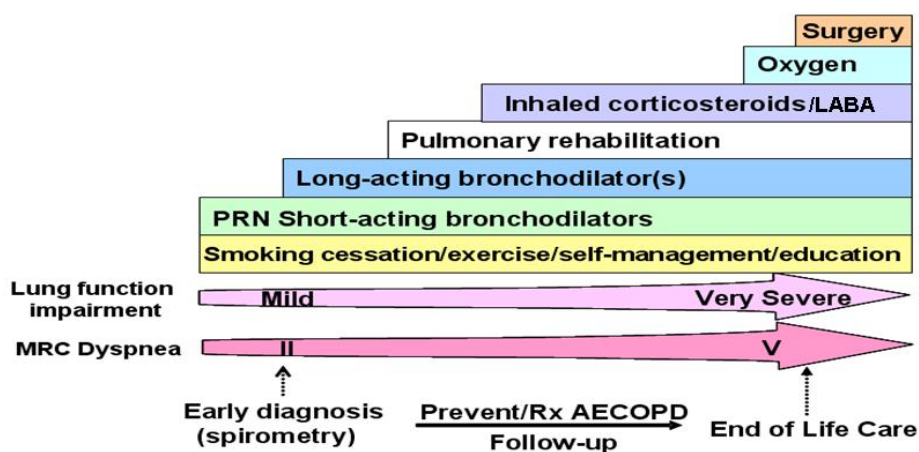 Surgery
Oxygen
Inhaled corticosteroids/LABA
Pulmonary rehabilitation
Long-acting bronchodilator(s)
PRN Short-acting bronchodilators
Smoking cessation/exercise/self-management/education
Lung function
impairment
Mild
Very Severe
MRC Dyspnea
II
V
Early diagnosis
(spirometry)
Prevent/Rx AECOPD
Follow-up
End of Life Care